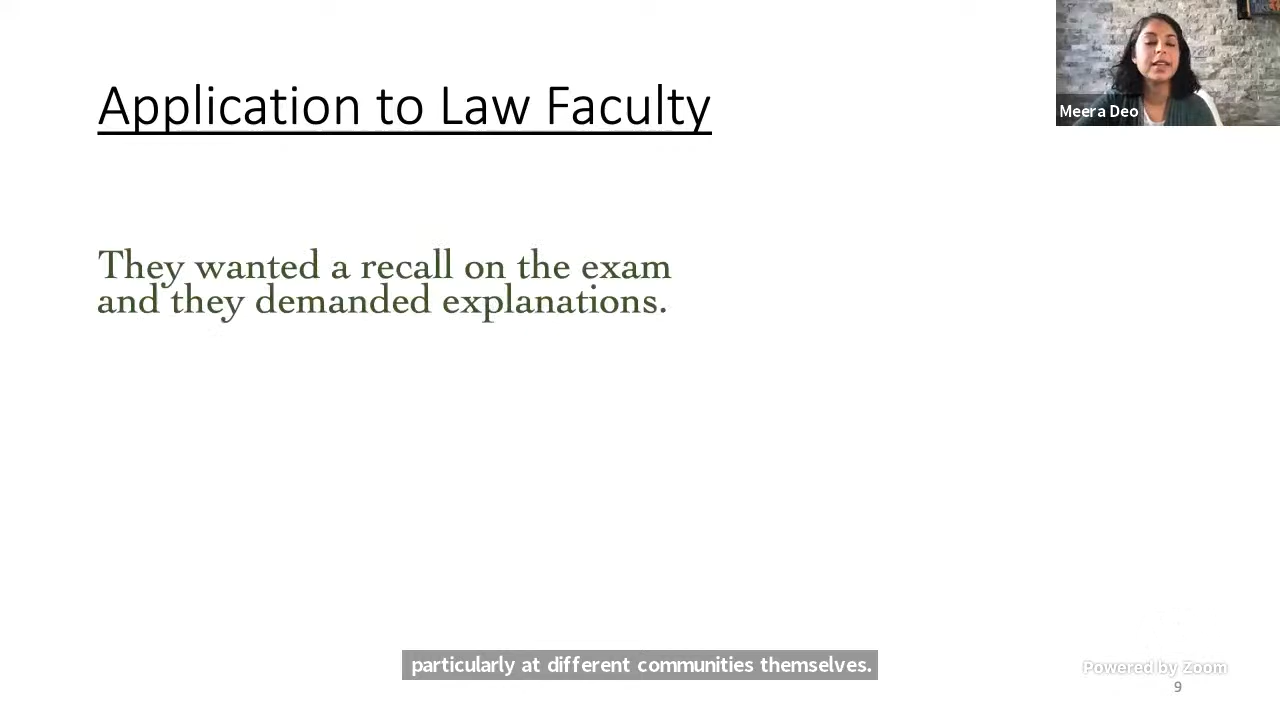 Application to Law Faculty
Meera Deo
They wanted a recall on the exam
and they demanded explanations.
particularly at different communities themselves.
Powered by Zoom
9